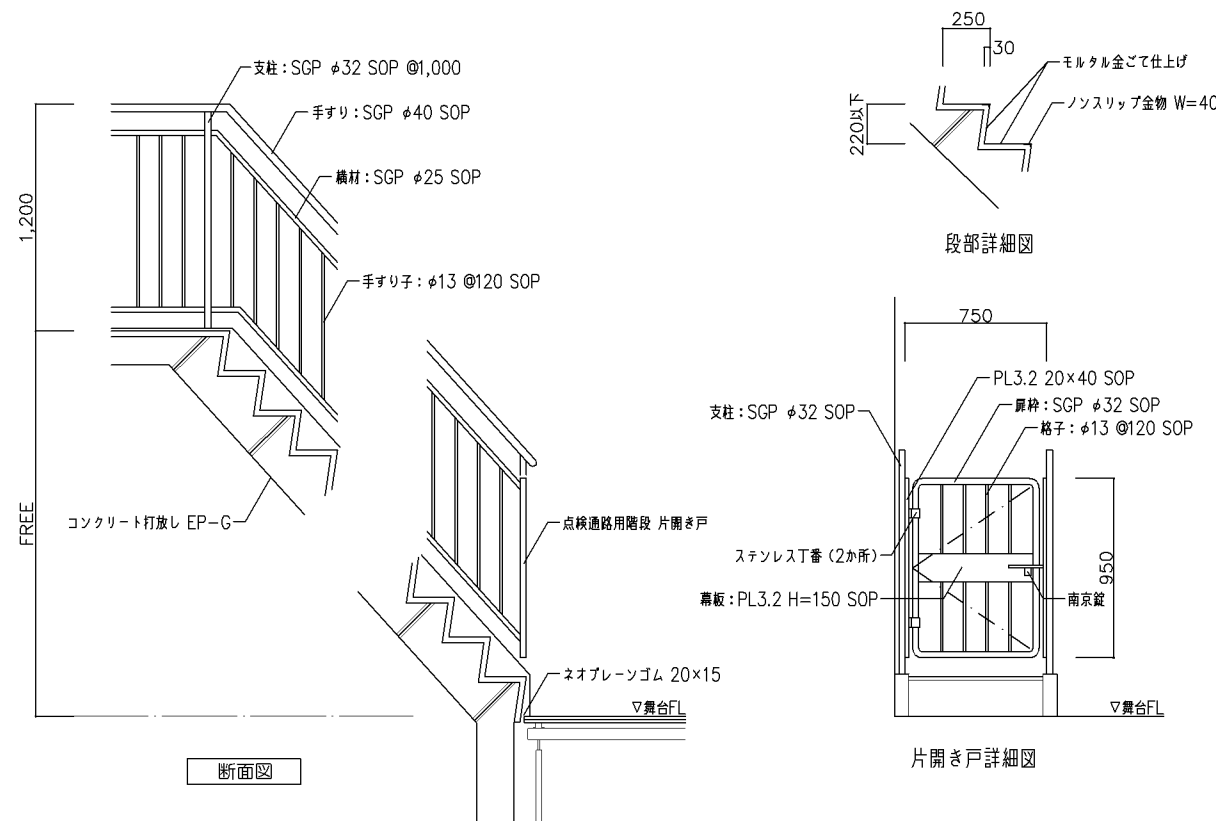 支柱：SGP φ32 SOP @1,000
手すり：SGP φ40 SOP
横材：SGP φ25 SOP
手すり子：φ13 @120 SOP
1,200
FREE
コンクリート打放し EP-G
点検通路用階段 片開き戸
ネオプレーンゴム 20×15
▽舞台FL
断面図
250
30
モルタル金ごて仕上げ
ノンスリップ金物 W=40
220以下
段部詳細図
750
PL3.2 20×40 SOP
支柱：SGP φ32 SOP
扉枠：SGP φ32 SOP
格子：φ13 @120 SOP
ステンレス丁番（2か所）
950
幕板：PL3.2 H=150 SOP
南京錠
▽舞台FL
片開き戸詳細図